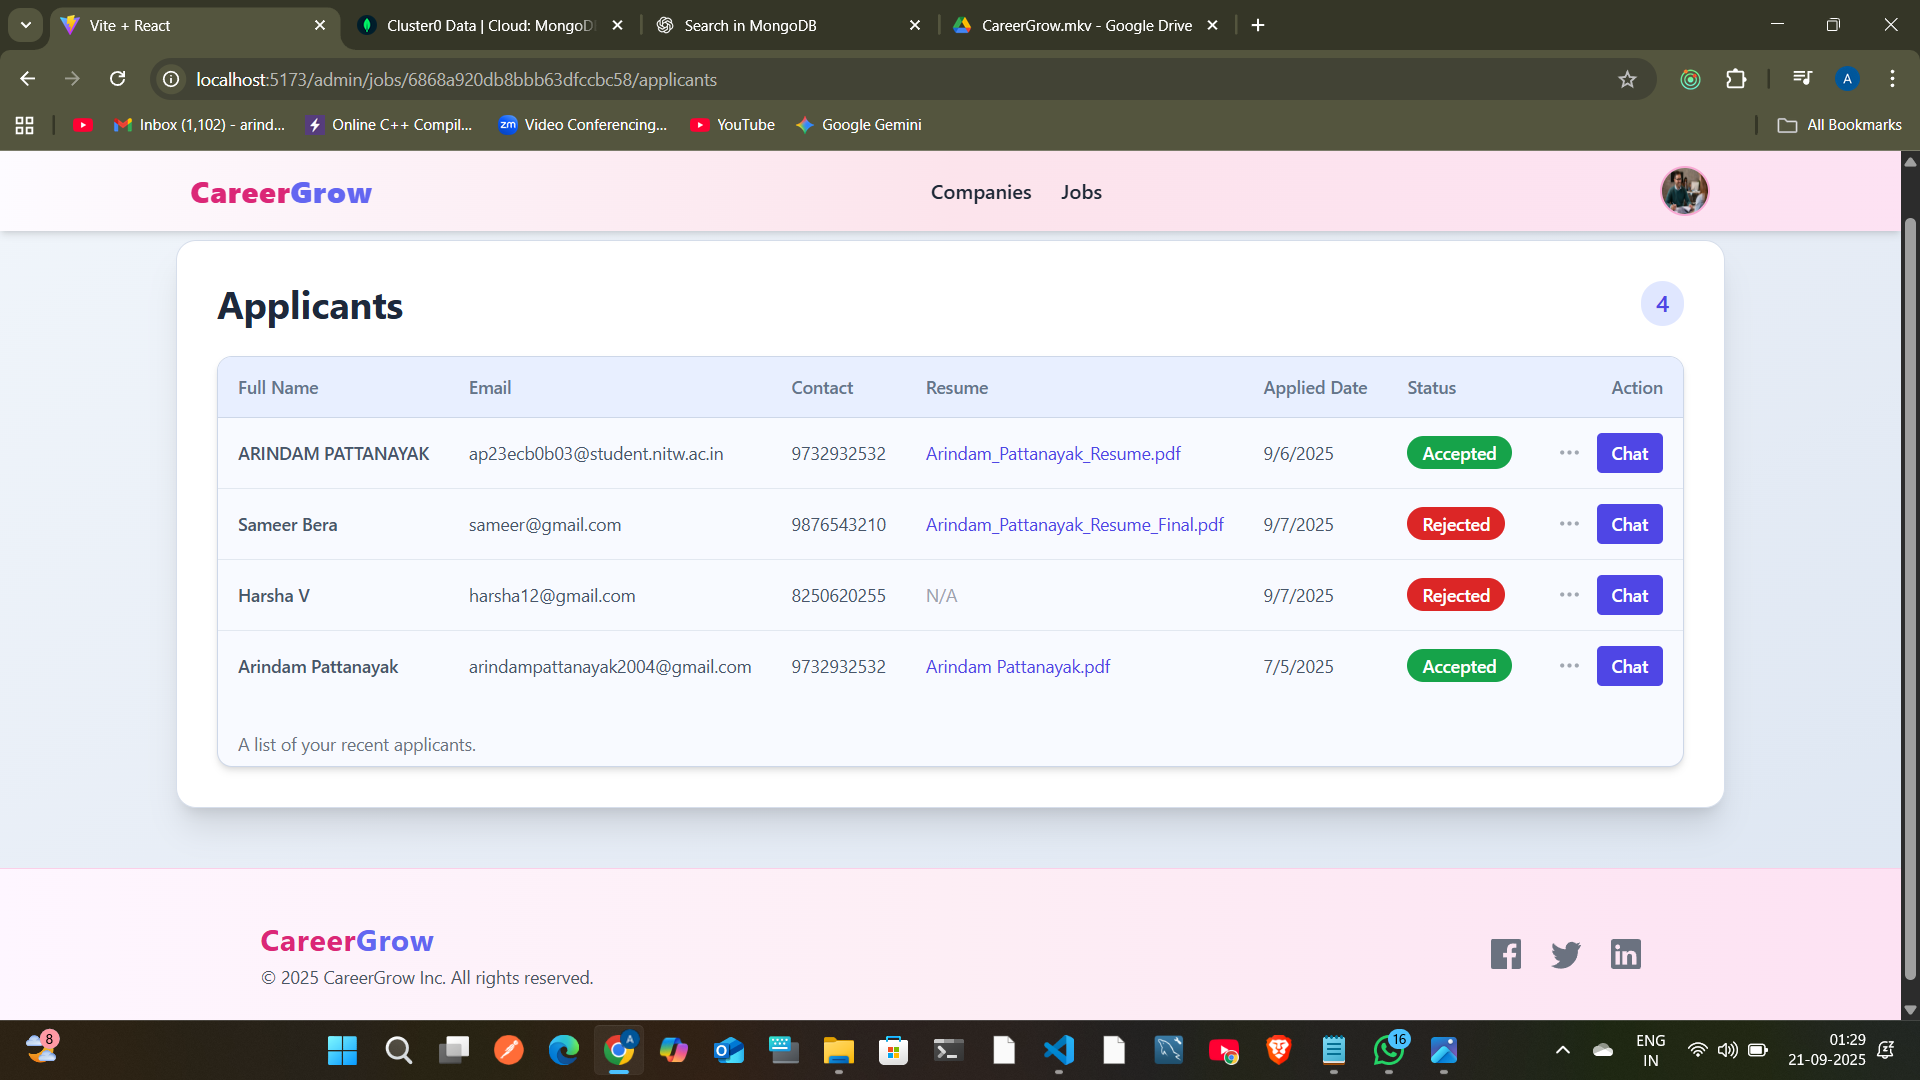 Vite + React
Cluster0 Data | Cloud: MongoD
Search in MongoDB
CareerGrow.mkv - Google Drive
localhost:5173/admin/jobs/6868a920db8bbb63dfccbc58/applicants
A
Inbox (1,102) - arind...
Online C++ Compil...
zm Video Conferencing...
YouTube
Google Gemini
All Bookmarks
CareerGrow
Companies Jobs
Applicants
4
Full Name Email Contact Resume Applied Date Status Action
ARINDAM PATTANAYAK ap23ecb0b03@student.nitw.ac.in 9732932532 Arindam_Pattanayak_Resume.pdf 9/6/2025 Accepted ... Chat
Sameer Bera sameer@gmail.com 9876543210 Arindam_Pattanayak_Resume_Final.pdf 9/7/2025 Rejected ... Chat
Harsha V harsha12@gmail.com 8250620255 N/A 9/7/2025 Rejected ... Chat
Arindam Pattanayak arindampattanayak2004@gmail.com 9732932532 Arindam Pattanayak.pdf 7/5/2025 Accepted ... Chat
A list of your recent applicants.
CareerGrow
© 2025 CareerGrow Inc. All rights reserved.
8
A
16
ENG
IN
01:29
21-09-2025